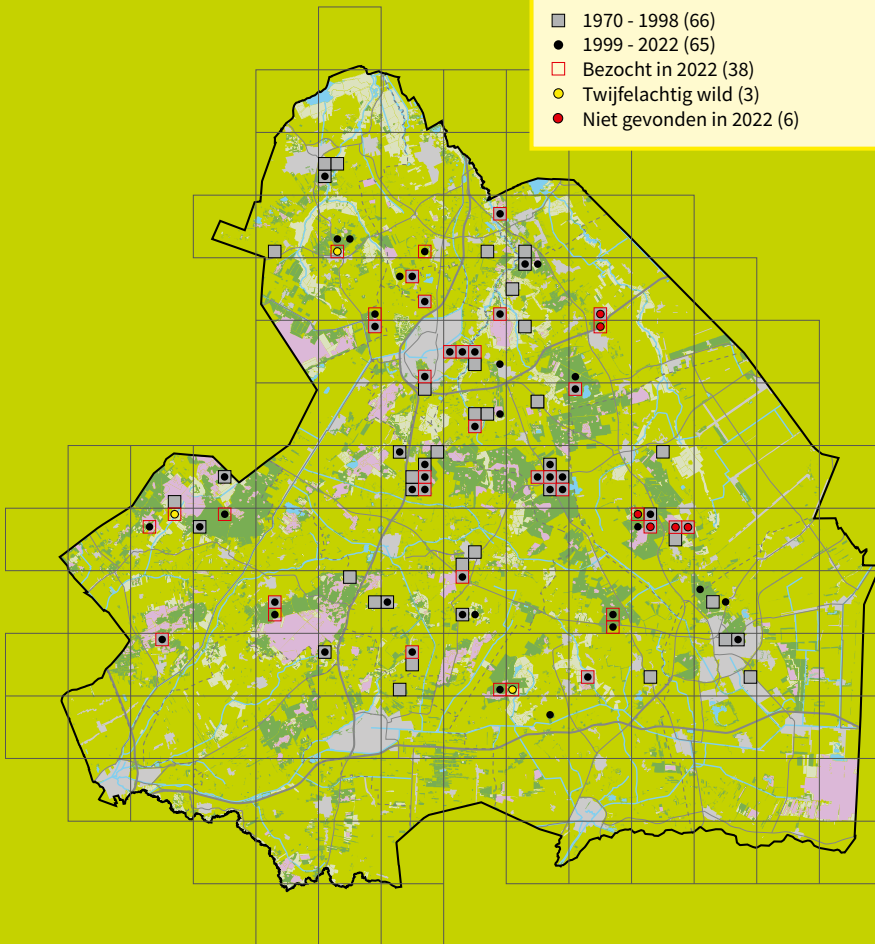 1970 - 1998 (66)
1999 - 2022 (65)
Bezocht in 2022 (38)
Twijfelachtig wild (3)
Niet gevonden in 2022 (6)